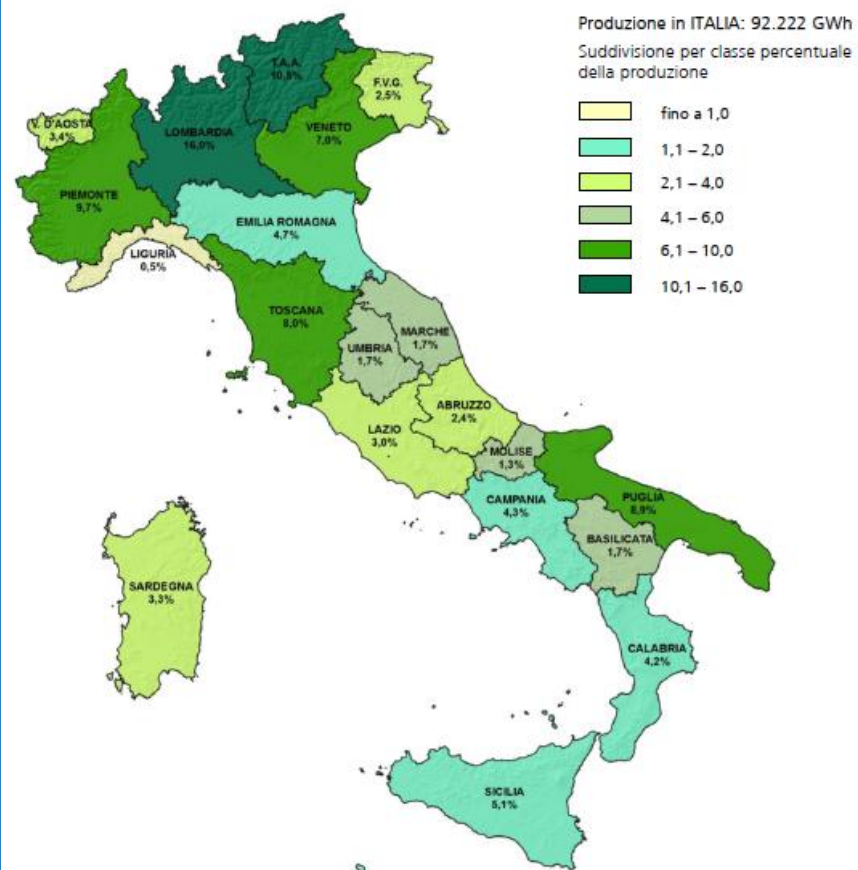 Produzione in ITALIA: 92.222 GWh
Suddivisione per classe percentuale
della produzione
fino a 1,0
1,1 – 2,0
2,1 – 4,0
4,1 – 6,0
6,1 – 10,0
10,1 – 16,0
T.A.A.
10,8%
F.V.G.
2,5%
V. D'AOSTA
3,4%
LOMBARDIA
16,0%
VENETO
7,0%
PIEMONTE
9,7%
EMILIA ROMAGNA
4,7%
LIGURIA
0,5%
TOSCANA
8,0%
MARCHE
1,7%
UMBRIA
1,7%
ABRUZZO
2,4%
LAZIO
3,0%
MOLISE
1,3%
CAMPANIA
4,3%
PUGLIA
8,9%
BASILICATA
1,7%
SARDEGNA
3,3%
CALABRIA
4,2%
SICILIA
5,1%